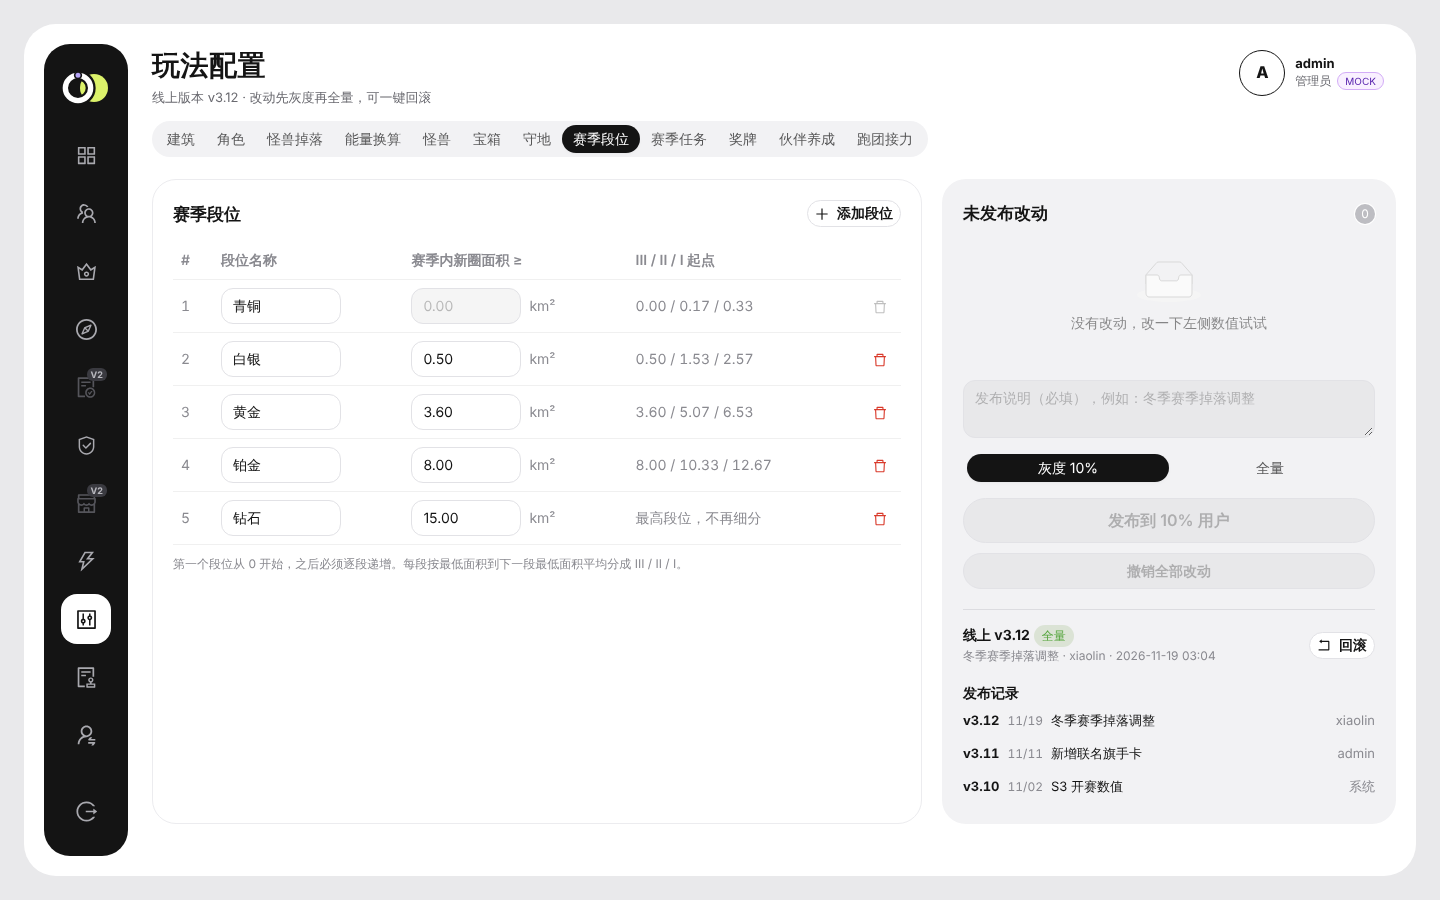 玩法配置
线上版本 v3.12 · 改动先灰度再全量，可一键回滚
A
admin
管理员 MOCK
建筑 角色 怪兽掉落 能量换算 怪兽 宝箱 守地 赛季段位 赛季任务 奖牌 伙伴养成 跑团接力
V2
V2
赛季段位
添加段位
# 段位名称 赛季内新圈面积 ≥ III / II / I 起点
1 青铜 0.00 km² 0.00 / 0.17 / 0.33
2 白银 0.50 km² 0.50 / 1.53 / 2.57
3 黄金 3.60 km² 3.60 / 5.07 / 6.53
4 铂金 8.00 km² 8.00 / 10.33 / 12.67
5 钻石 15.00 km² 最高段位，不再细分
第一个段位从 0 开始，之后必须逐段递增。每段按最低面积到下一段最低面积平均分成 III / II / I。
未发布改动
0
没有改动，改一下左侧数值试试
发布说明（必填），例如：冬季赛季掉落调整
灰度 10% 全量
发布到 10% 用户
撤销全部改动
线上 v3.12 全量
冬季赛季掉落调整 · xiaolin · 2026-11-19 03:04
回滚
发布记录
v3.12 11/19 冬季赛季掉落调整 xiaolin
v3.11 11/11 新增联名旗手卡 admin
v3.10 11/02 S3 开赛数值 系统